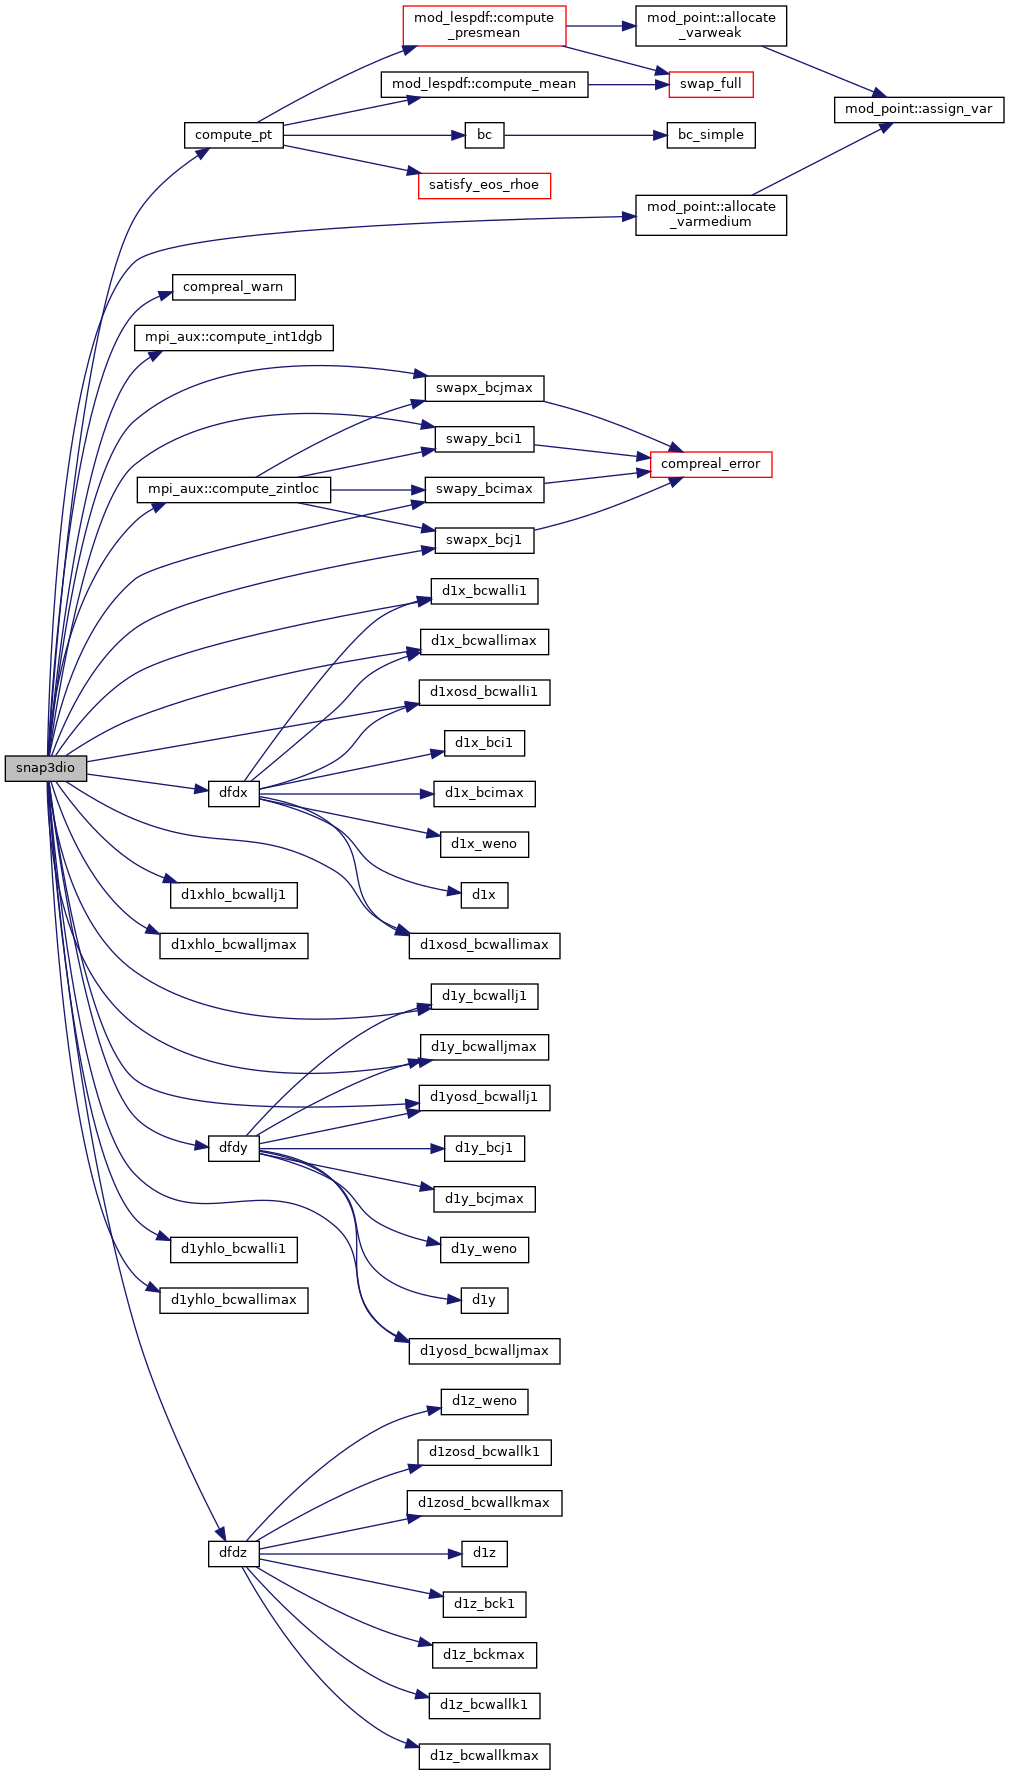 mod_lespdf::compute
_presmean
mod_point::allocate
_varweak
mod_lespdf::compute_mean
swap_full
mod_point::assign_var
compute_pt
bc
bc_simple
satisfy_eos_rhoe
mod_point::allocate
_varmedium
compreal_warn
mpi_aux::compute_int1dgb
swapx_bcjmax
swapy_bci1
compreal_error
mpi_aux::compute_zintloc
swapy_bcimax
swapx_bcj1
d1x_bcwalli1
d1x_bcwallimax
d1xosd_bcwalli1
d1x_bci1
snap3dio
dfdx
d1x_bcimax
d1x_weno
d1xhlo_bcwallj1
d1x
d1xhlo_bcwalljmax
d1xosd_bcwallimax
d1y_bcwallj1
d1y_bcwalljmax
d1yosd_bcwallj1
dfdy
d1y_bcj1
d1y_bcjmax
d1yhlo_bcwalli1
d1y_weno
d1yhlo_bcwallimax
d1y
d1yosd_bcwalljmax
d1z_weno
d1zosd_bcwallk1
d1zosd_bcwallkmax
dfdz
d1z
d1z_bck1
d1z_bckmax
d1z_bcwallk1
d1z_bcwallkmax